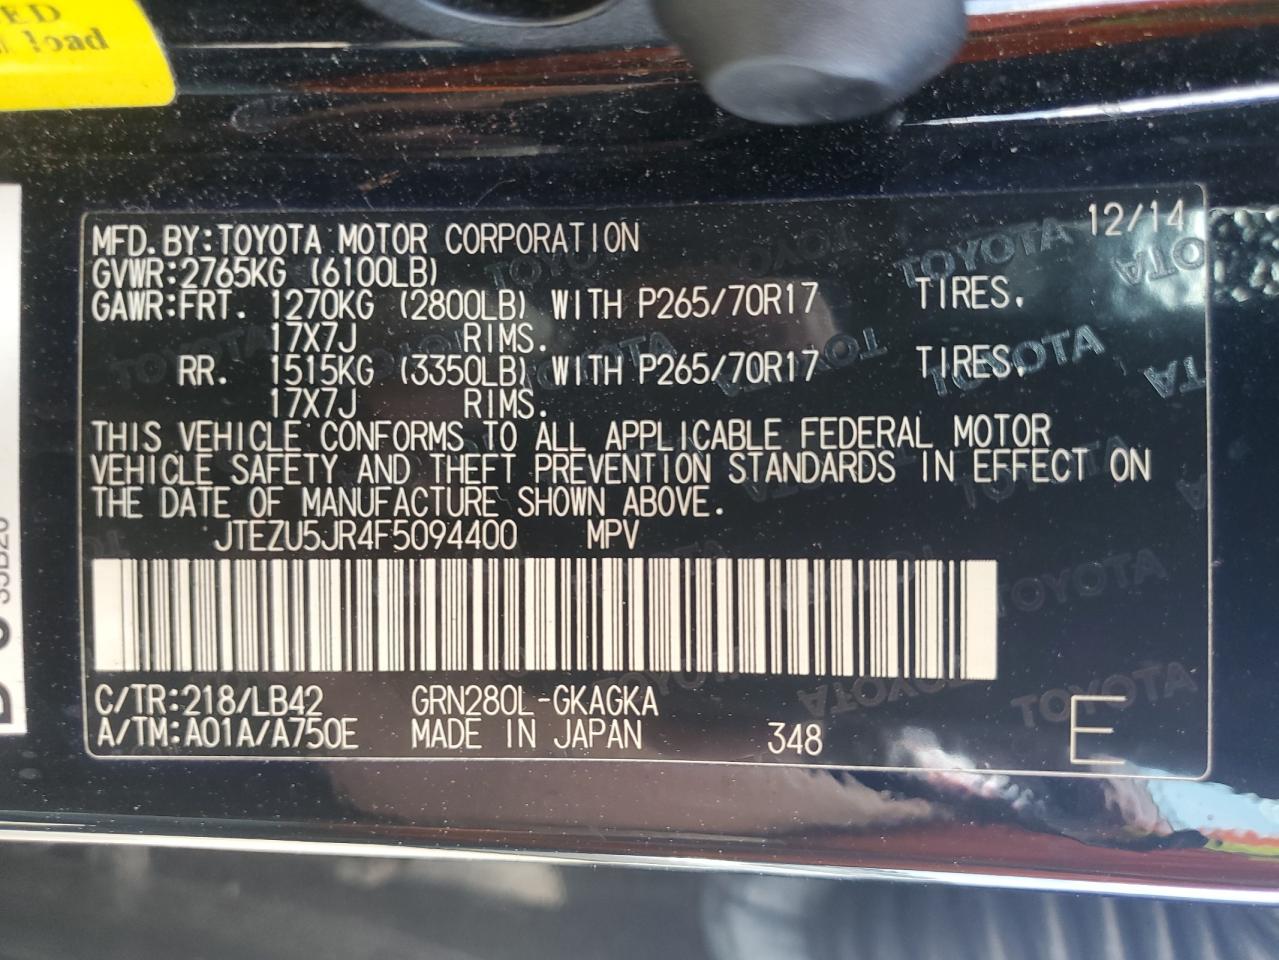 ED
load
12/14
MFD. BY:TOYOTA MOTOR CORPORATION
GVWR:2765KG (6100LB)
GAWR:FRT. 1270KG (2800LB) WITH P265/70R17 TIRES.
17X7J RIMS.
RR. 1515KG (3350LB) WITH P265/70R17 TIRES.
17X7J RIMS.
THIS VEHICLE CONFORMS TO ALL APPLICABLE FEDERAL MOTOR
VEHICLE SAFETY AND THEFT PREVENTION STANDARDS IN EFFECT ON
THE DATE OF MANUFACTURE SHOWN ABOVE.
JTEZU5JR4F5094400 MPV
C/TR:218/LB42 GRN280L-GKAGKA
A/TM:A01A/A750E MADE IN JAPAN 348 E